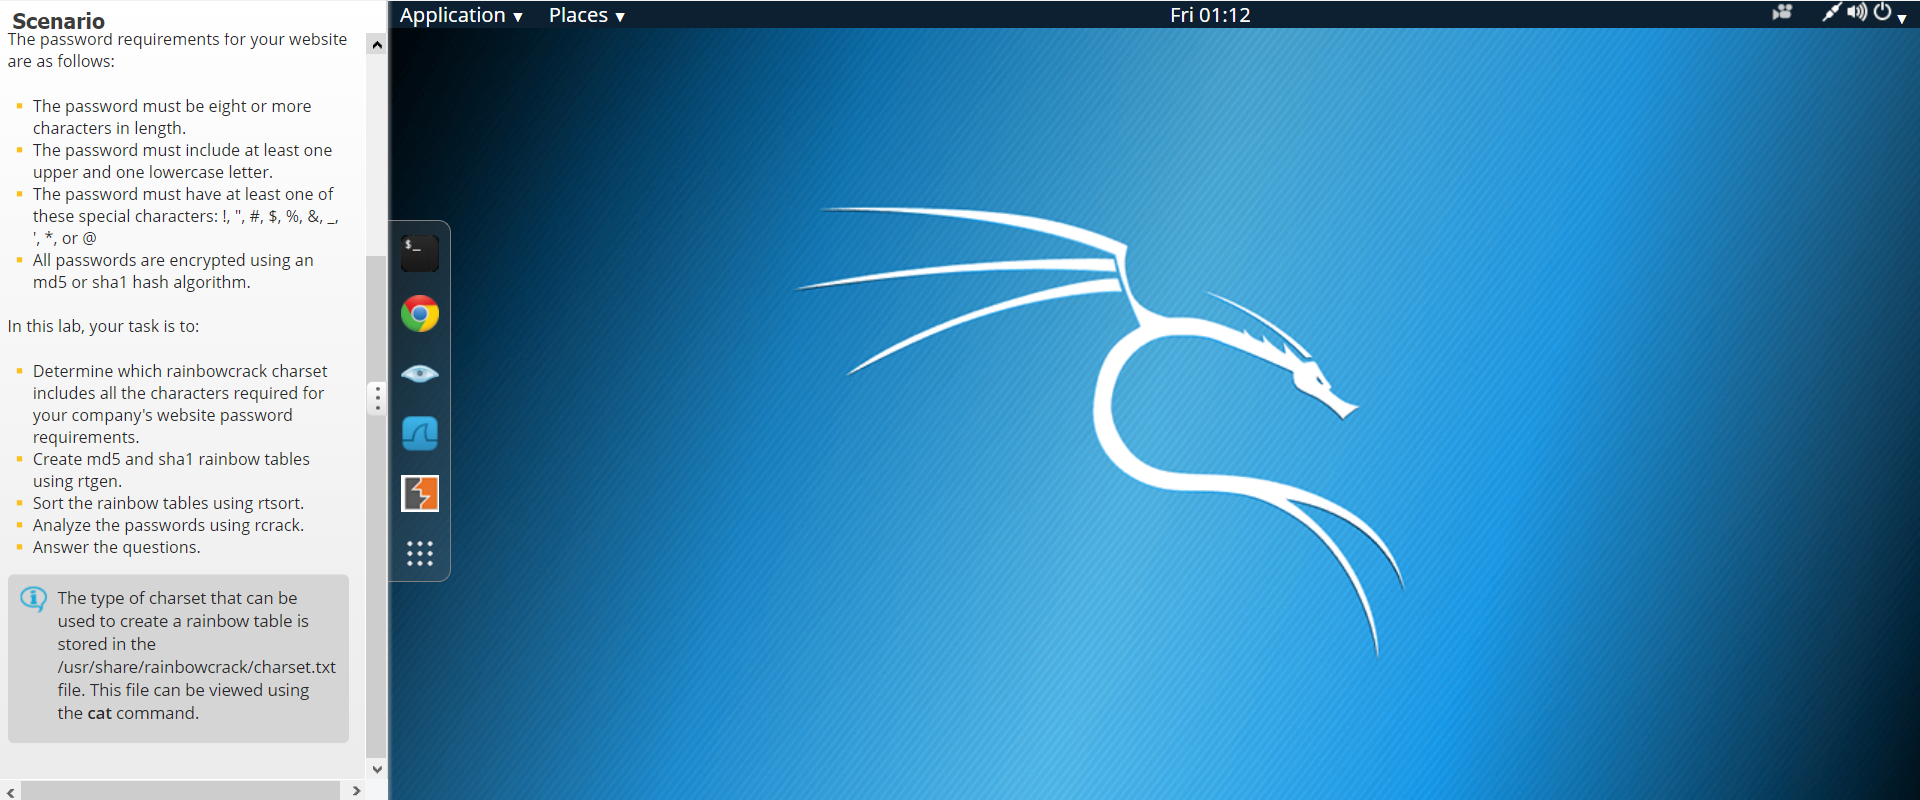 Scenario
The password requirements for your website
are as follows:
The password must be eight or more
characters in length.
The password must include at least one
upper and one lowercase letter.
The password must have at least one of
these special characters: !, ", #, $, %, &, _,
', *, or @
All passwords are encrypted using an
md5 or sha1 hash algorithm.
In this lab, your task is to:
Determine which rainbowcrack charset
includes all the characters required for
your company's website password
requirements.
Create md5 and sha1 rainbow tables
using rtgen.
Sort the rainbow tables using rtsort.
Analyze the passwords using rcrack.
Answer the questions.
The type of charset that can be
used to create a rainbow table is
stored in the
/usr/share/rainbowcrack/charset.txt
file. This file can be viewed using
the cat command.
Application ▾ Places ▾ Fri 01:12
$_